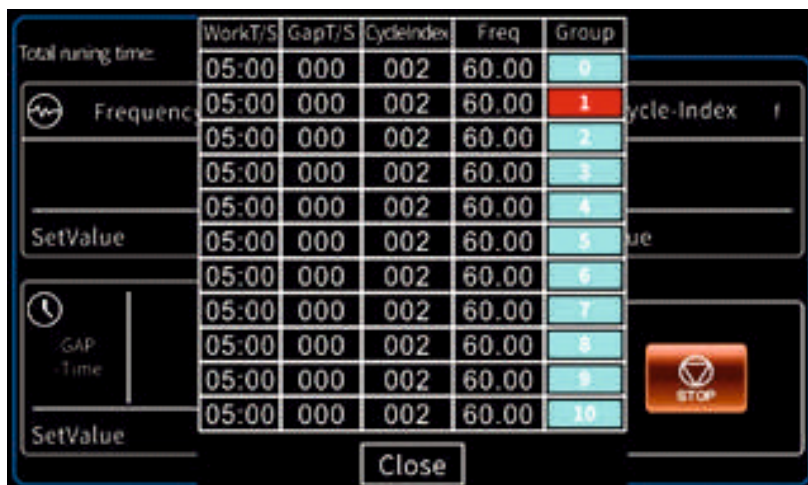 WorkT/S GapT/S CycleIndex Freq Group
Total runing time:
05:00 000 002 60.00 0
Frequenc 05:00 000 002 60.00 1 ycle-Index f
05:00 000 002 60.00 2
05:00 000 002 60.00 3
05:00 000 002 60.00 4
SetValue 05:00 000 002 60.00 5 ue
05:00 000 002 60.00 6
05:00 000 002 60.00 7
GAP 05:00 000 002 60.00 8
-Time
05:00 000 002 60.00 9
STOP
05:00 000 002 60.00 10
SetValue
Close